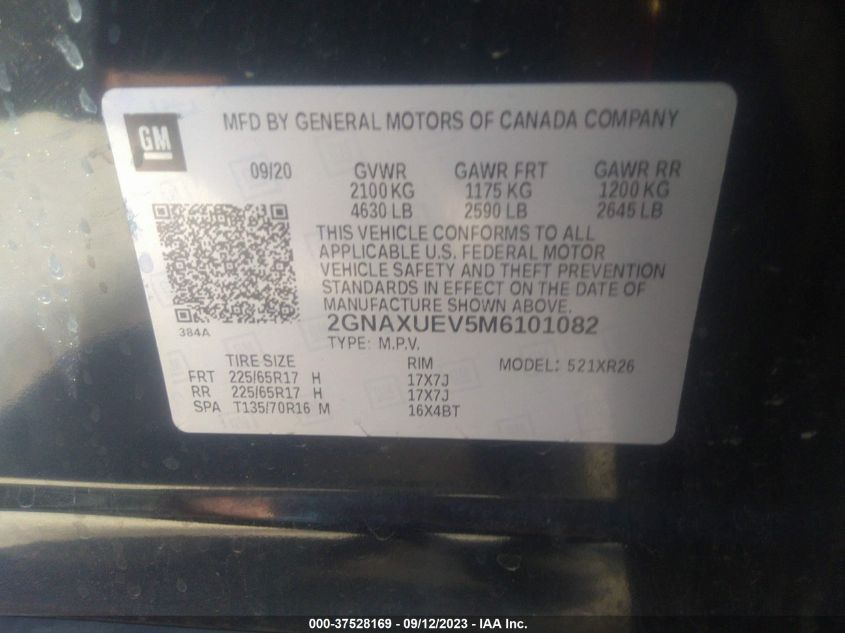 GM
MFD BY GENERAL MOTORS OF CANADA COMPANY
09/20 GVWR GAWR FRT GAWR RR
2100 KG 1175 KG 1200 KG
4630 LB 2590 LB 2645 LB
THIS VEHICLE CONFORMS TO ALL
APPLICABLE U.S. FEDERAL MOTOR
VEHICLE SAFETY AND THEFT PREVENTION
STANDARDS IN EFFECT ON THE DATE OF
MANUFACTURE SHOWN ABOVE.
384A
2GNAXUEV5M6101082
TYPE: M.P.V.
TIRE SIZE RIM MODEL: 521XR26
FRT 225/65R17 H 17X7J
RR 225/65R17 H 17X7J
SPA T135/70R16 M 16X4BT
000-37528169 - 09/12/2023 - IAA Inc.